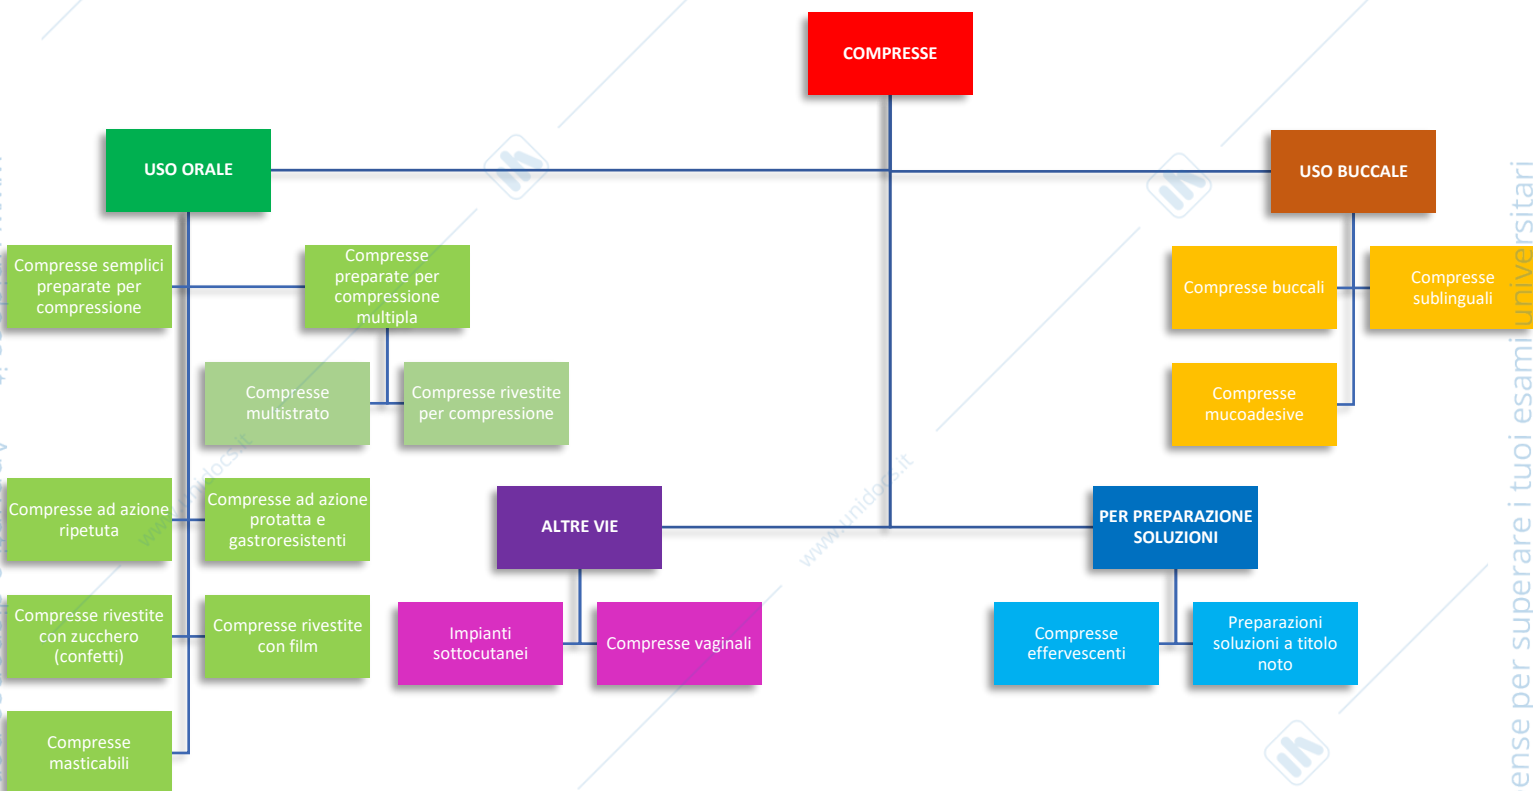 COMPRESSE
USO ORALE
USO BUCCALE
Compresse semplici
preparate per
compressione
Compresse
preparate per
compressione
multipla
Compresse buccali
Compresse
sublinguali
Compresse
multistrato
Compresse rivestite
per compressione
Compresse
mucoadesive
Compresse ad azione
ripetuta
Compresse ad azione
protatta e
gastroresistenti
ALTRE VIE
PER PREPARAZIONE
SOLUZIONI
Compresse rivestite
con zucchero
(confetti)
Compresse rivestite
con film
Impianti
sottocutanei
Compresse vaginali
Compresse
effervescenti
Preparazioni
soluzioni a titolo
noto
Compresse
masticabili
www.unidocs.it
www.unidocs.it
per superare i tuoi esami universitari